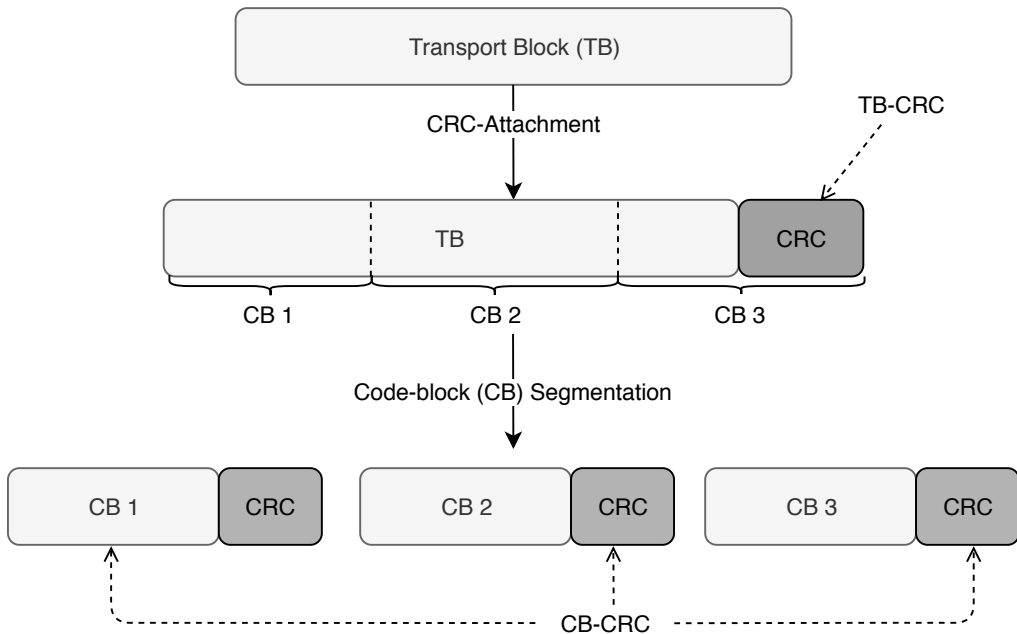 Transport Block (TB)
CRC-Attachment
TB-CRC
TB
CRC
CB 1
CB 2
CB 3
Code-block (CB) Segmentation
CB 1
CRC
CB 2
CRC
CB 3
CRC
CB-CRC